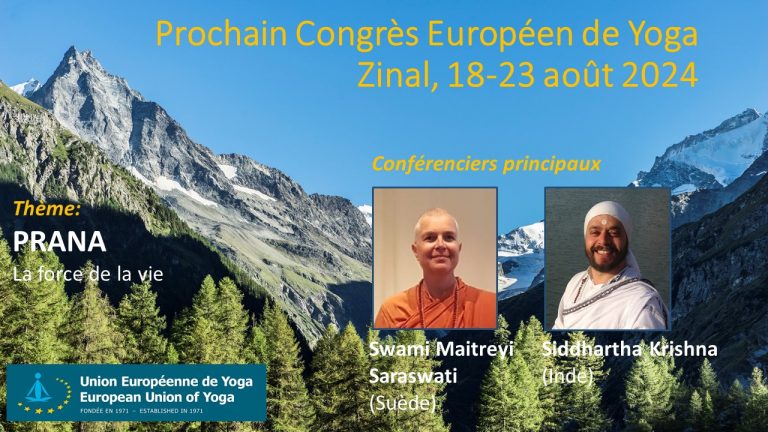 Prochain Congrès Européen de Yoga
Zinal, 18-23 août 2024
Conférenciers principaux
Thème:
PRANA
La force de la vie
Swami Maitreyi
Saraswati
(Suède)
Siddhartha Krishna
(Inde)
Union Européenne de Yoga
European Union of Yoga
FONDÉE EN 1971 - ESTABLISHED IN 1971